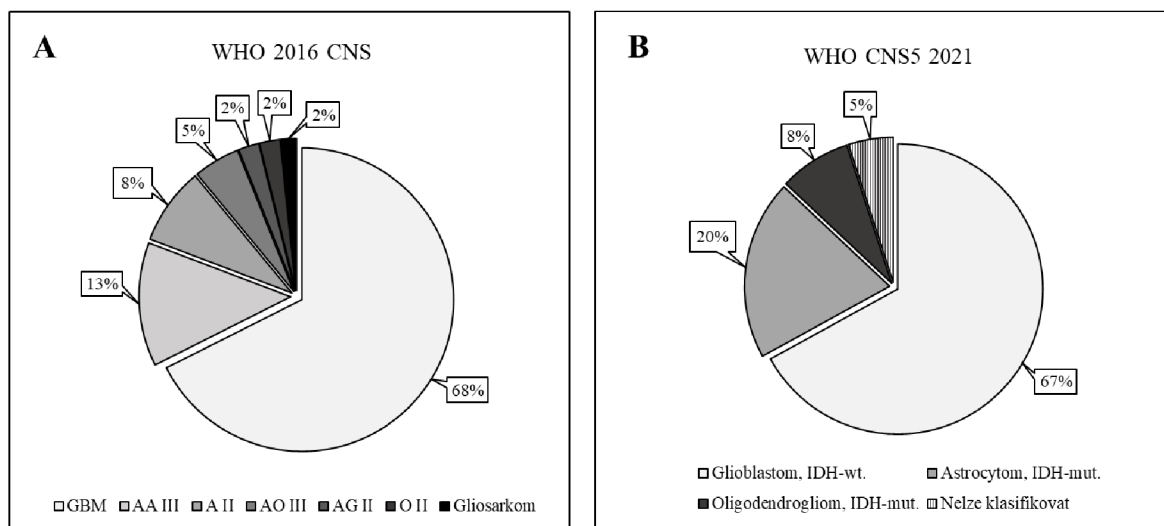 A
WHO 2016 CNS
2%
2%
2%
5%
8%
13%
68%
GBM AA III A II AO III AG II O II Gliosarkom
B
WHO CNS5 2021
5%
8%
20%
67%
Glioblastom, IDH-wt. Astrocytom, IDH-mut.
Oligodendrogliom, IDH-mut. Nelze klasifikovat